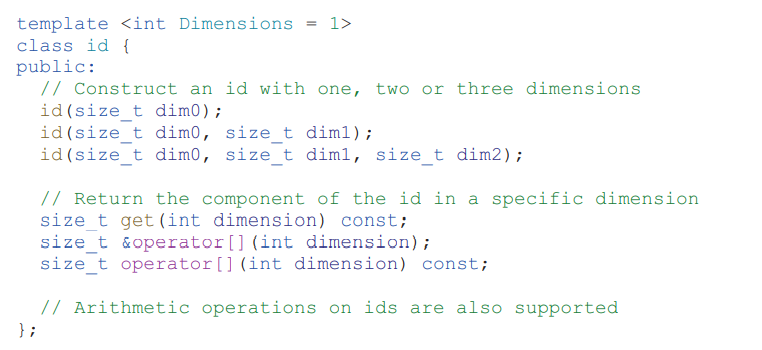 template <int Dimensions = 1>
class id {
public:
  // Construct an id with one, two or three dimensions
  id(size_t dim0);
  id(size_t dim0, size_t dim1);
  id(size_t dim0, size_t dim1, size_t dim2);

  // Return the component of the id in a specific dimension
  size_t get(int dimension) const;
  size_t &operator[](int dimension);
  size_t operator[](int dimension) const;

  // Arithmetic operations on ids are also supported
};